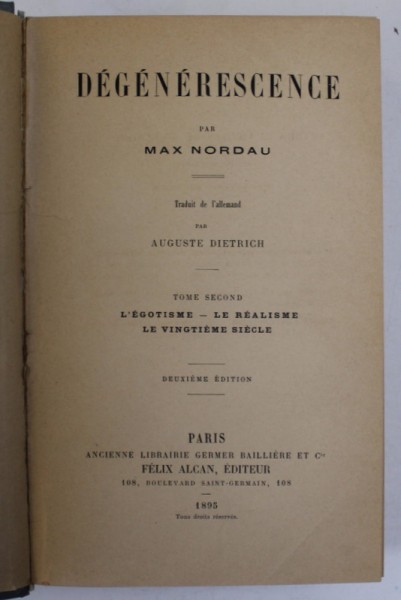 DÉGÉNÉRESCENCE
PAR
MAX NORDAU
Traduit de l'allemand
PAR
AUGUSTE DIETRICH
TOME SECOND
L'ÉGOTISME — LE RÉALISME
LE VINGTIÈME SIÈCLE
DEUXIÈME ÉDITION
PARIS
ANCIENNE LIBRAIRIE GERMER BAILLIÈRE ET Cie
FÉLIX ALCAN, ÉDITEUR
108, BOULEVARD SAINT-GERMAIN, 108
1895
Tous droits réservés.